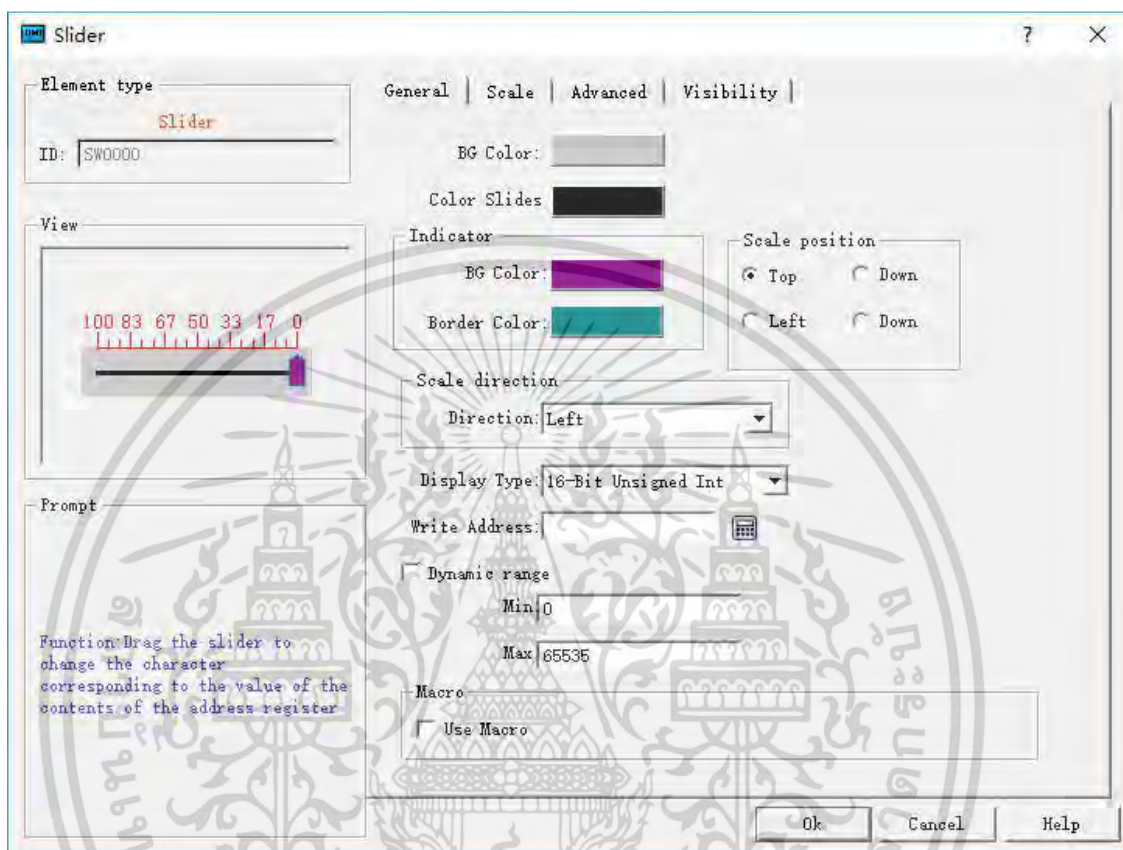 Slider
? ×
Element type
Slider
ID: SW0000
View
100 83 67 50 33 17 0
Prompt
Function:Drag the slider to
change the character
corresponding to the value of the
contents of the address register
General | Scale | Advanced | Visibility |
BG Color:
Color Slides
Indicator
BG Color:
Border Color:
Scale position
Top Down
Left Down
Scale direction
Direction: Left
Display Type: 16-Bit Unsigned Int
Write Address:
Dynamic range
Min: 0
Max 65535
Macro
Use Macro
Ok Cancel Help